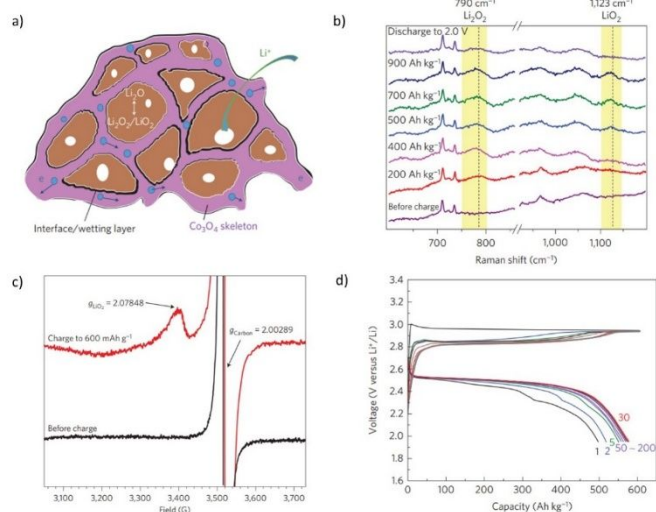 a)
Li⁺
Li₂O
Li₂O₂/LiO₂
Interface/wetting layer
Co₃O₄ skeleton
b)
790 cm⁻¹
Li₂O₂
1,123 cm⁻¹
LiO₂
Discharge to 2.0 V
900 Ah kg⁻¹
700 Ah kg⁻¹
500 Ah kg⁻¹
400 Ah kg⁻¹
200 Ah kg⁻¹
Before charge
700
800
1,000
1,100
Raman shift (cm⁻¹)
c)
g LiO₂ = 2.07848
g Carbon = 2.00289
Charge to 600 mAh g⁻¹
Before charge
3,100
3,200
3,300
3,400
3,500
3,600
3,700
Field (G)
d)
Voltage (V versus Li⁺/Li)
3.4
3.2
3.0
2.8
2.6
2.4
2.2
2.0
1.8
1.6
30
5
50 ~ 200
1
2
0
100
200
300
400
500
600
Capacity (Ah kg⁻¹)